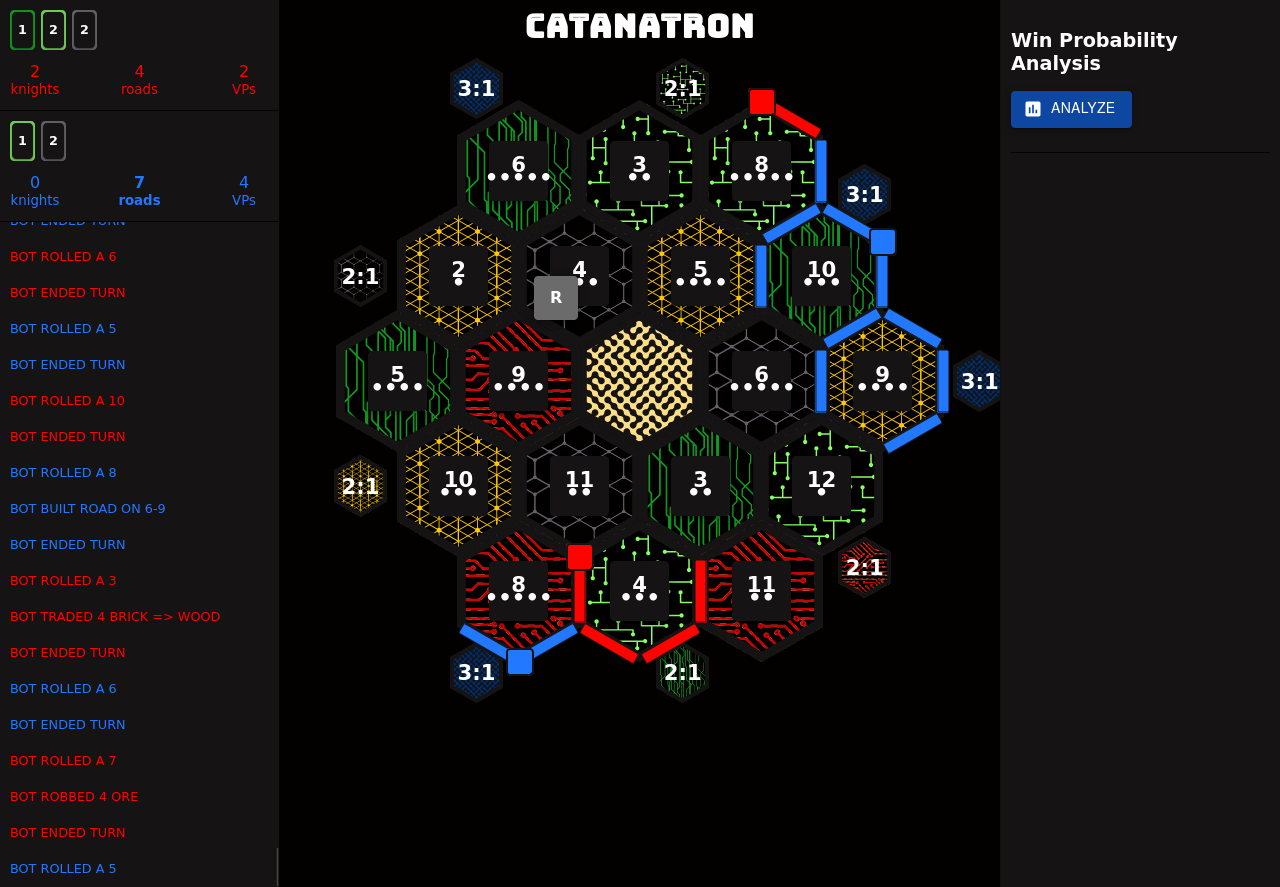 CATANATRON
1 2 2
2 4 2
knights roads VPs
1 2
0 7 4
knights roads VPs
BOT ENDED TURN
BOT ROLLED A 6
BOT ENDED TURN
BOT ROLLED A 5
BOT ENDED TURN
BOT ROLLED A 10
BOT ENDED TURN
BOT ROLLED A 8
BOT BUILT ROAD ON 6-9
BOT ENDED TURN
BOT ROLLED A 3
BOT TRADED 4 BRICK => WOOD
BOT ENDED TURN
BOT ROLLED A 6
BOT ENDED TURN
BOT ROLLED A 7
BOT ROBBED 4 ORE
BOT ENDED TURN
BOT ROLLED A 5
3:1 2:1
6 3 8
3:1
2:1 2 4 5 10
R
5 9 6 9 3:1
2:1 10 11 3 12
8 4 11 2:1
3:1 2:1
Win Probability
Analysis
ANALYZE